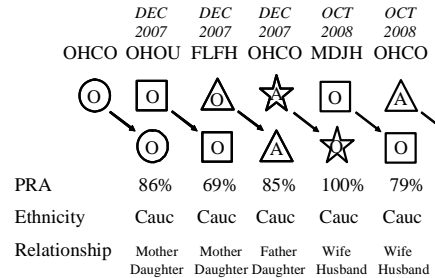 DEC DEC DEC OCT OCT
2007 2007 2007 2008 2008
OHCO OHOU FLFH OHCO MDJH OHCO
O O O A O A
O O A O O
PRA 86% 69% 85% 100% 79%
Ethnicity Cauc Cauc Cauc Cauc Cauc
Relationship Mother Mother Father Wife Wife
Daughter Daughter Daughter Husband Husband